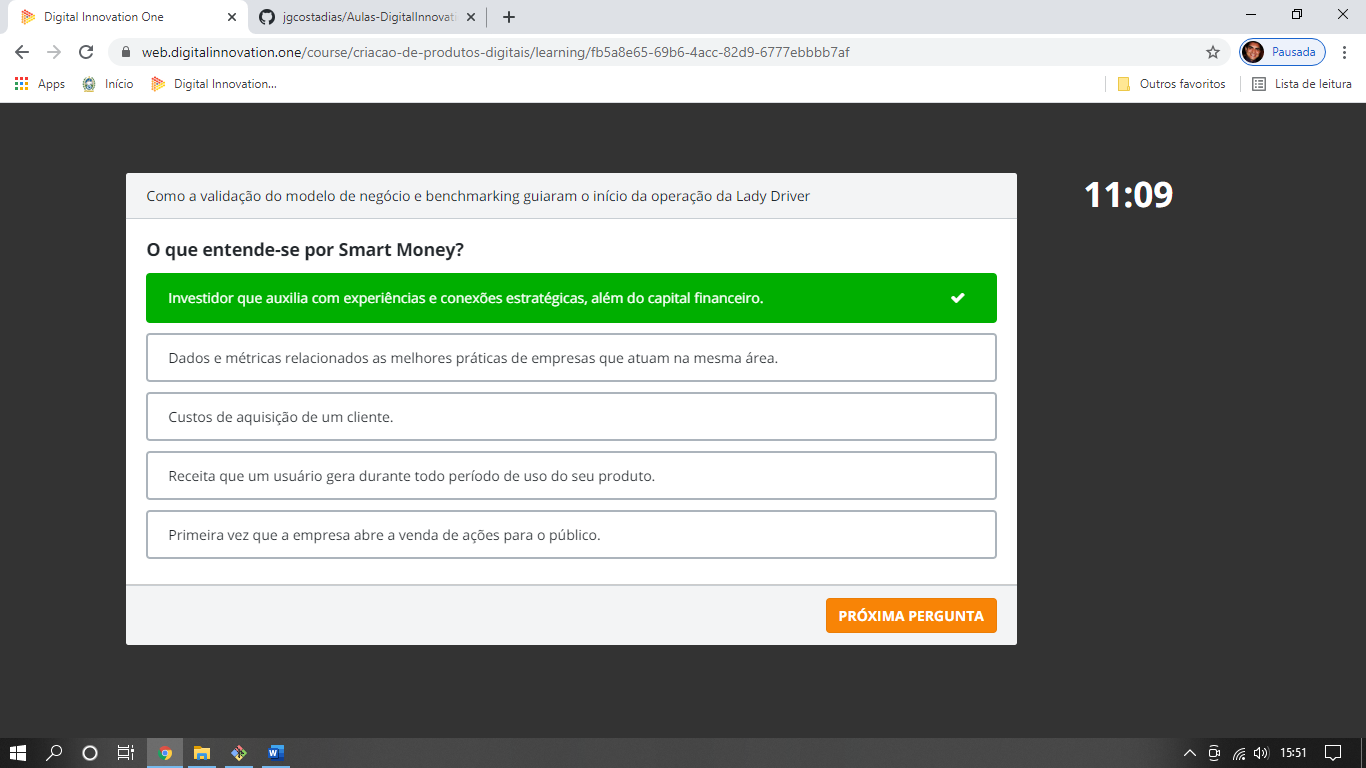 Digital Innovation One
jgcostadias/Aulas-DigitalInnovati
web.digitalinnovation.one/course/criacao-de-produtos-digitais/learning/fb5a8e65-69b6-4acc-82d9-6777ebbbb7af
Pausada
Apps
Início
Digital Innovation...
Outros favoritos
Lista de leitura
Como a validação do modelo de negócio e benchmarking guiaram o início da operação da Lady Driver
11:09
O que entende-se por Smart Money?
Investidor que auxilia com experiências e conexões estratégicas, além do capital financeiro.
Dados e métricas relacionados as melhores práticas de empresas que atuam na mesma área.
Custos de aquisição de um cliente.
Receita que um usuário gera durante todo período de uso do seu produto.
Primeira vez que a empresa abre a venda de ações para o público.
PRÓXIMA PERGUNTA
15:51